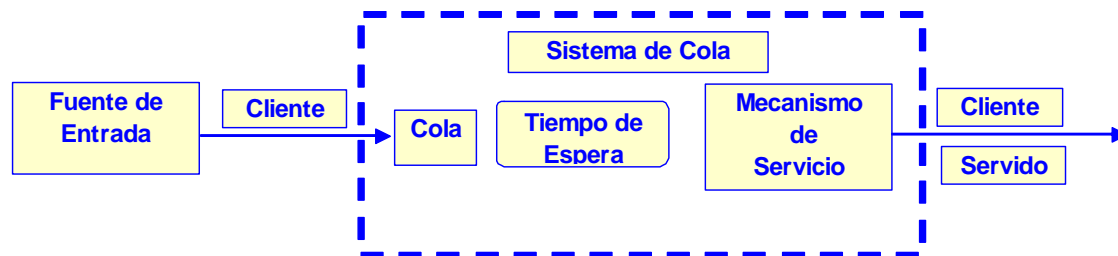 Sistema de Cola
Fuente de
Entrada
Cliente
Cola
Tiempo de
Espera
Mecanismo
de
Servicio
Cliente
Servido